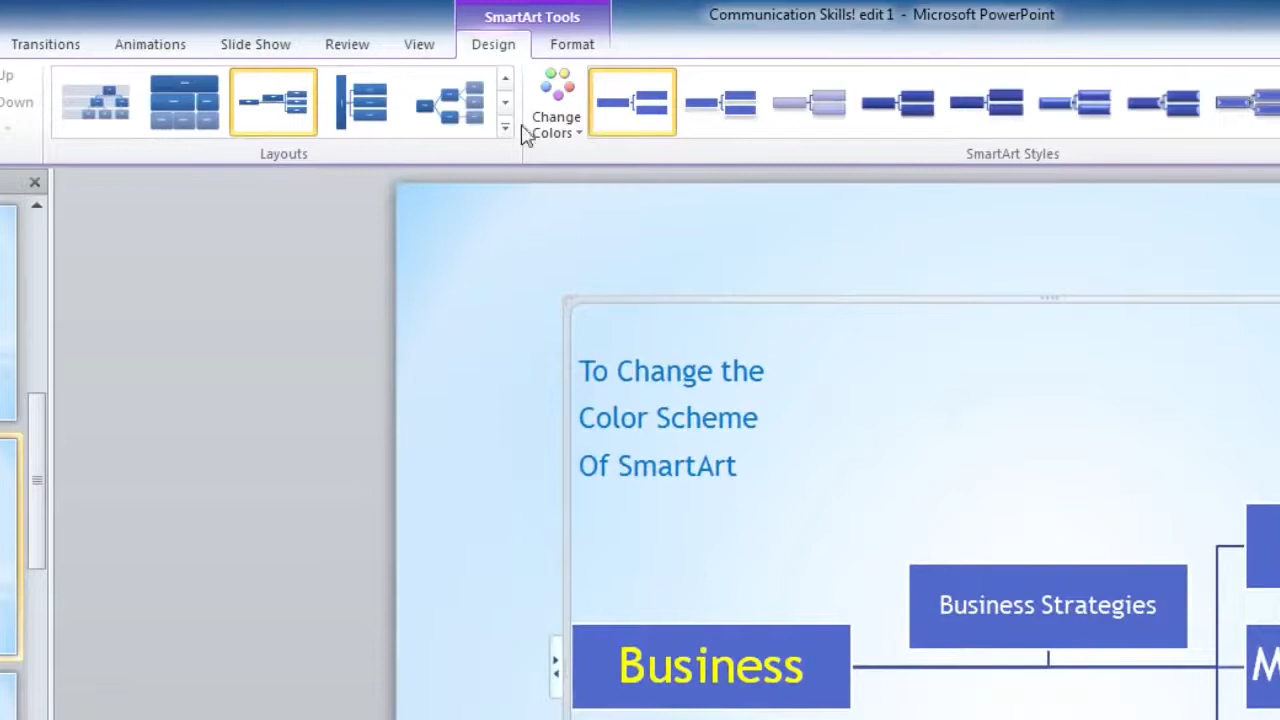 SmartArt Tools
Communication Skills! edit 1 - Microsoft PowerPoint
Transitions Animations Slide Show Review View Design Format
Up
Down
Change
Colors
Layouts
SmartArt Styles
To Change the
Color Scheme
Of SmartArt
Business Strategies
Business